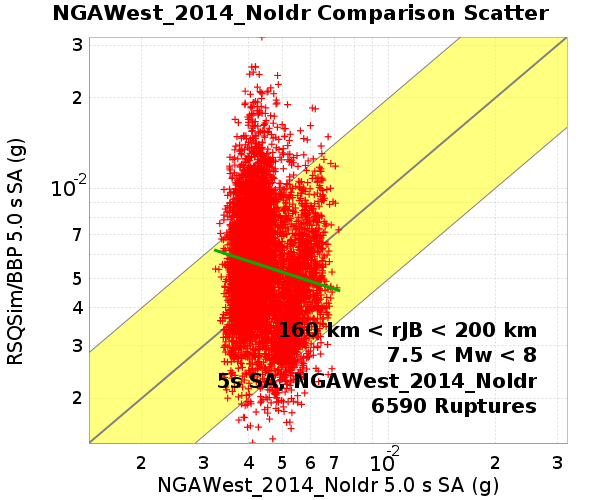 NGAWest_2014_NoIdr Comparison Scatter
RSQSim/BBP 5.0 s SA (g)
3
2
10-2
7
5
4
3
2
160 km < rJB < 200 km
7.5 < Mw < 8
5s SA, NGAWest_2014_NoIdr
6590 Ruptures
2 3 4 5 6 7 10-2 2 3
NGAWest_2014_NoIdr 5.0 s SA (g)